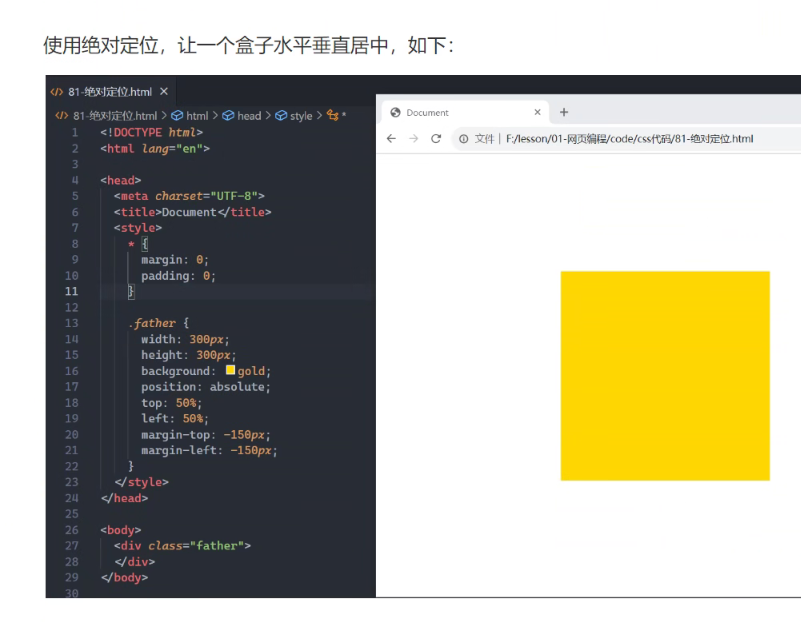 使用绝对定位，让一个盒子水平垂直居中，如下：
81-绝对定位.html ×
81-绝对定位.html > html > head > style > *
1 <!DOCTYPE html>
2 <html lang="en">
3
4 <head>
5 <meta charset="UTF-8">
6 <title>Document</title>
7 <style>
8 * {
9 margin: 0;
10 padding: 0;
11 }
12
13 .father {
14 width: 300px;
15 height: 300px;
16 background: gold;
17 position: absolute;
18 top: 50%;
19 left: 50%;
20 margin-top: -150px;
21 margin-left: -150px;
22 }
23 </style>
24 </head>
25
26 <body>
27 <div class="father">
28 </div>
29 </body>
30
Document × +
文件 | F:/lesson/01-网页编程/code/css代码/81-绝对定位.html